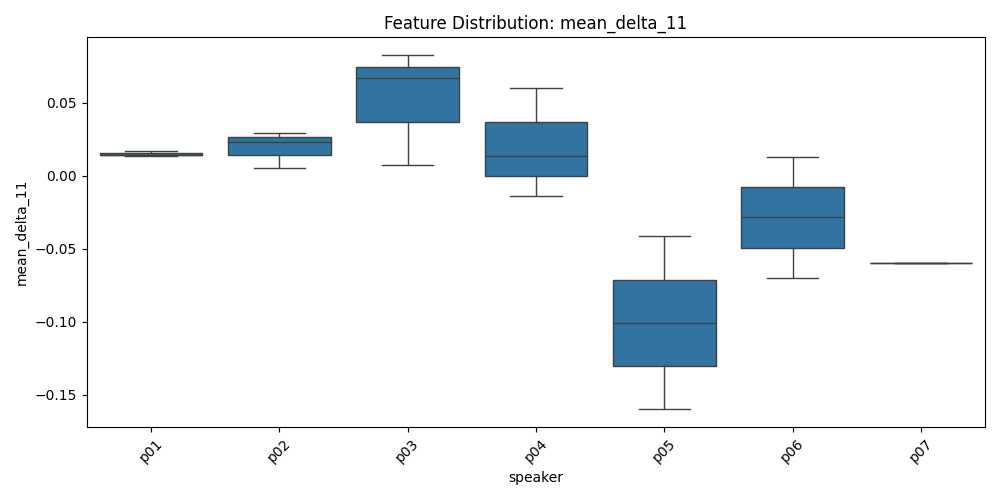 Feature Distribution: mean_delta_11
mean_delta_11
0.05
0.00
−0.05
−0.10
−0.15
p01
p02
p03
p04
p05
p06
p07
speaker